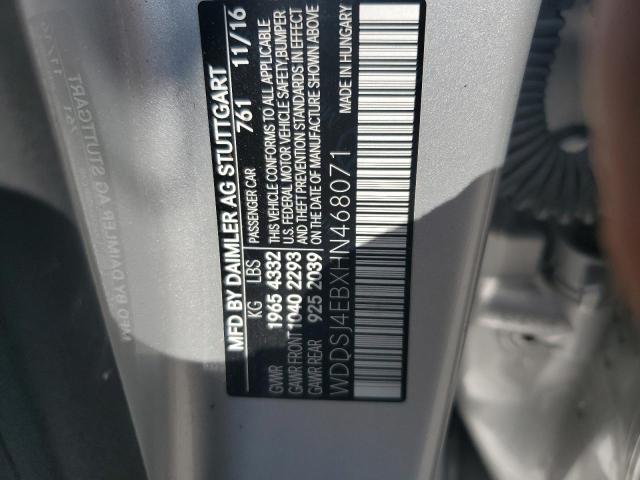 MFD BY DAIMLER AG STUTTGART
761 11/16
KG LBS PASSENGER CAR
GVWR 1965 4332 THIS VEHICLE CONFORMS TO ALL APPLICABLE
GAWR FRONT 1040 2293 U.S. FEDERAL MOTOR VEHICLE SAFETY,BUMPER
GAWR REAR 925 2039 AND THEFT PREVENTION STANDARDS IN EFFECT
ON THE DATE OF MANUFACTURE SHOWN ABOVE
WDDSJ4EBXHN468071 MADE IN HUNGARY